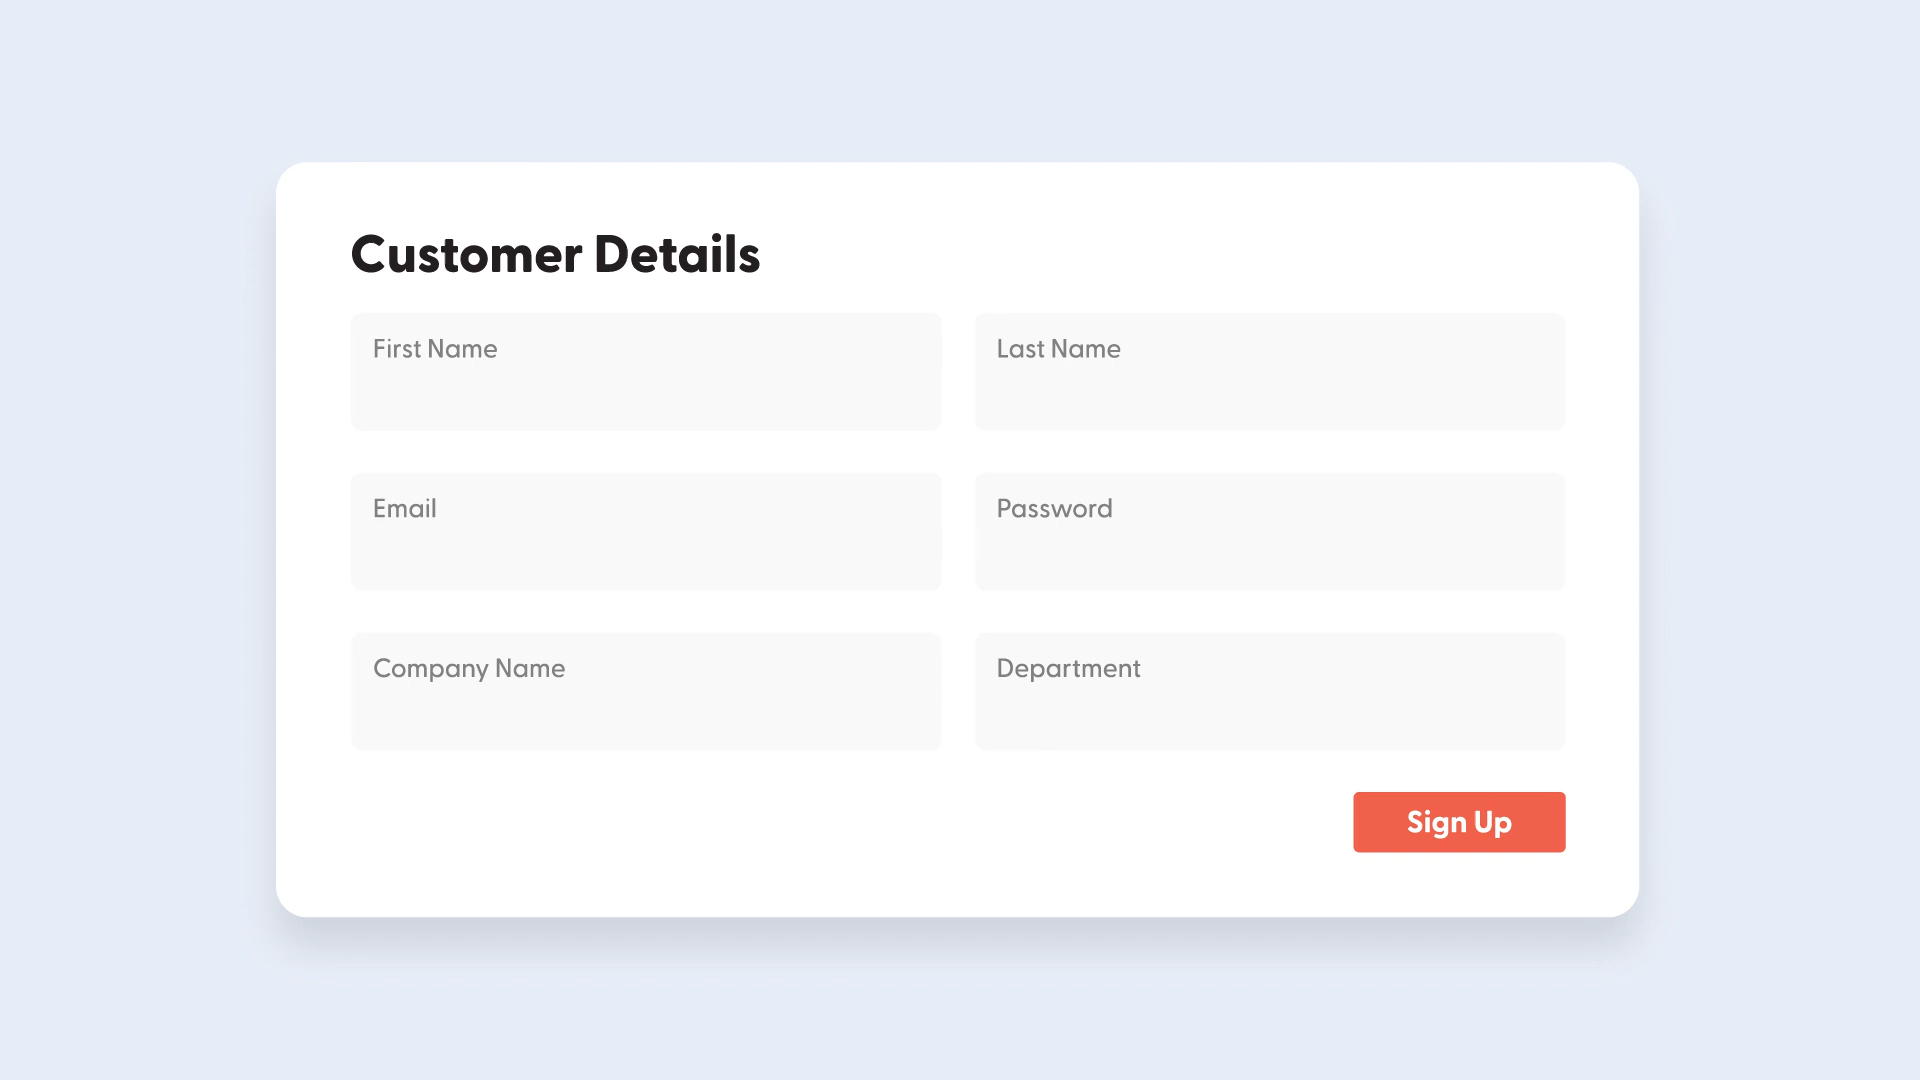 Customer Details
First Name
Last Name
Email
Password
Company Name
Department
Sign Up